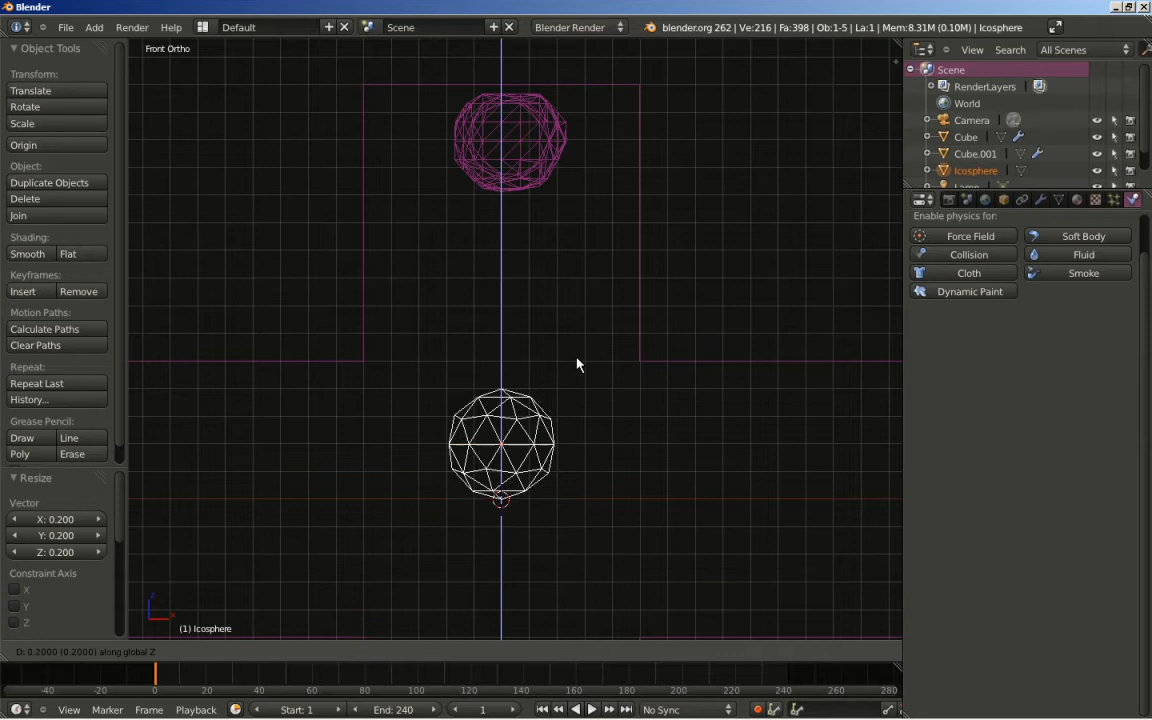 Blender
File Add Render Help Default Scene Blender Render blender.org 262 | Ve:216 | Fa:398 | Ob:1-5 | La:1 | Mem:8.31M (0.10M) | Icosphere
Object Tools
Transform:
Translate
Rotate
Scale
Origin
Object:
Duplicate Objects
Delete
Join
Shading:
Smooth Flat
Keyframes:
Insert Remove
Motion Paths:
Calculate Paths
Clear Paths
Repeat:
Repeat Last
History...
Grease Pencil:
Draw Line
Poly Erase
Resize
Vector
X: 0.200
Y: 0.200
Z: 0.200
Constraint Axis
X
Y
Z
Front Ortho
z
x
(1) Icosphere
D: 0.2000 (0.2000) along global Z
View Search All Scenes
Scene
RenderLayers
World
Camera
Cube
Cube.001
Icosphere
Lamp
Enable physics for:
Force Field Soft Body
Collision Fluid
Cloth Smoke
Dynamic Paint
-40 -20 0 20 40 60 80 100 120 140 160 180 200 220 240 260 280
View Marker Frame Playback Start: 1 End: 240 1 No Sync